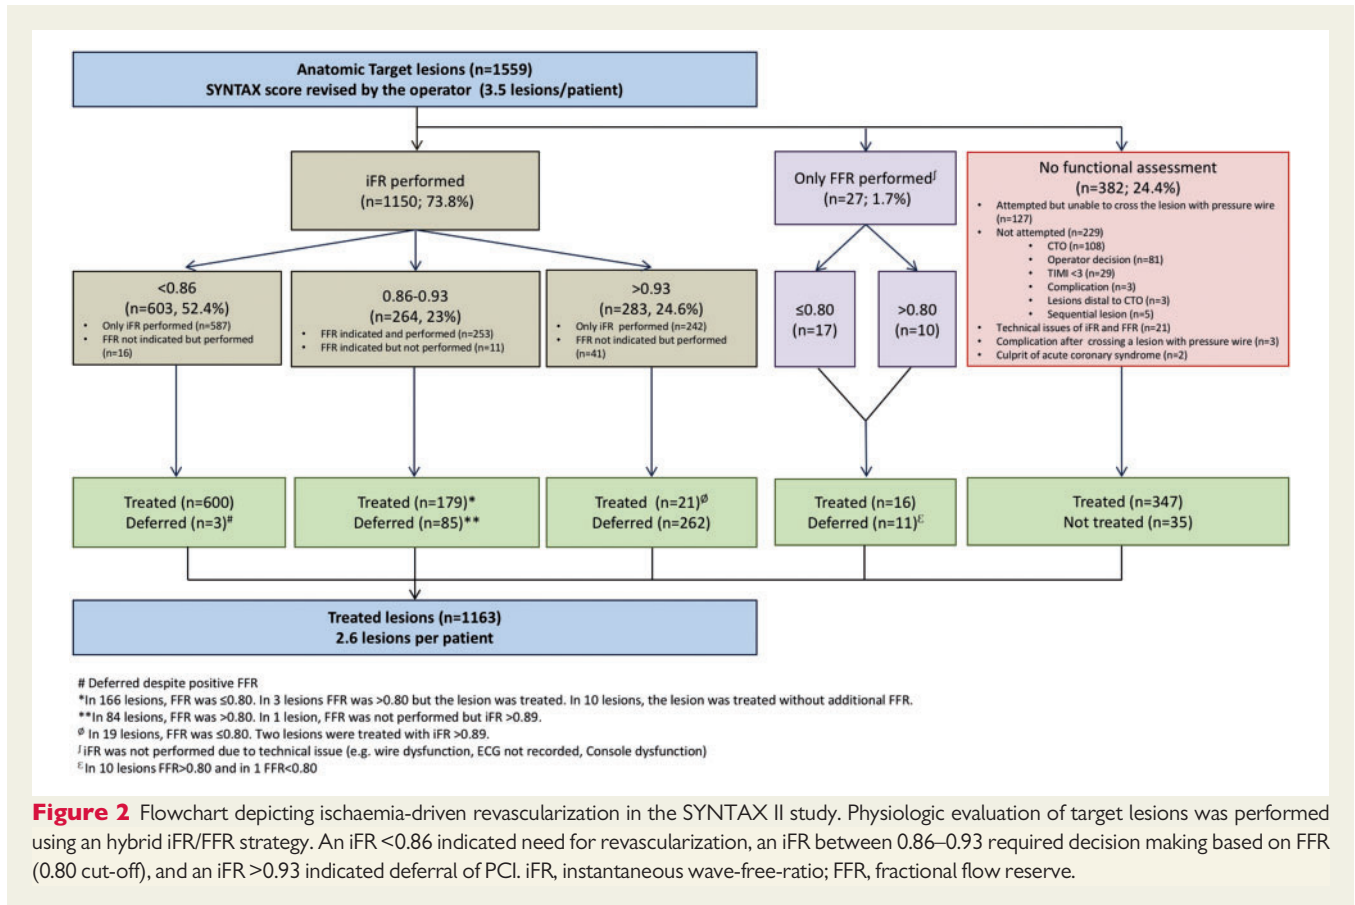 Anatomic Target lesions (n=1559)
SYNTAX score revised by the operator (3.5 lesions/patient)
iFR performed
(n=1150; 73.8%)
Only FFR performed∫
(n=27; 1.7%)
No functional assessment
(n=382; 24.4%)
• Attempted but unable to cross the lesion with pressure wire
(n=127)
• Not attempted (n=229)
• CTO (n=108)
• Operator decision (n=81)
• TIMI <3 (n=29)
• Complication (n=3)
• Lesions distal to CTO (n=3)
• Sequential lesion (n=5)
• Technical issues of iFR and FFR (n=21)
• Complication after crossing a lesion with pressure wire (n=3)
• Culprit of acute coronary syndrome (n=2)
<0.86
(n=603, 52.4%)
• Only iFR performed (n=587)
• FFR not indicated but performed
(n=16)
0.86-0.93
(n=264, 23%)
• FFR indicated and performed (n=253)
• FFR indicated but not performed (n=11)
>0.93
(n=283, 24.6%)
• Only iFR performed (n=242)
• FFR not indicated but performed
(n=41)
≤0.80
(n=17)
>0.80
(n=10)
Treated (n=600)
Deferred (n=3)#
Treated (n=179)*
Deferred (n=85)**
Treated (n=21)Ø
Deferred (n=262)
Treated (n=16)
Deferred (n=11)Ɛ
Treated (n=347)
Not treated (n=35)
Treated lesions (n=1163)
2.6 lesions per patient
# Deferred despite positive FFR
*In 166 lesions, FFR was ≤0.80. In 3 lesions FFR was >0.80 but the lesion was treated. In 10 lesions, the lesion was treated without additional FFR.
**In 84 lesions, FFR was >0.80. In 1 lesion, FFR was not performed but iFR >0.89.
Ø In 19 lesions, FFR was ≤0.80. Two lesions were treated with iFR >0.89.
∫ iFR was not performed due to technical issue (e.g. wire dysfunction, ECG not recorded, Console dysfunction)
Ɛ In 10 lesions FFR>0.80 and in 1 FFR<0.80
Figure 2 Flowchart depicting ischaemia-driven revascularization in the SYNTAX II study. Physiologic evaluation of target lesions was performed
using an hybrid iFR/FFR strategy. An iFR <0.86 indicated need for revascularization, an iFR between 0.86–0.93 required decision making based on FFR
(0.80 cut-off), and an iFR >0.93 indicated deferral of PCI. iFR, instantaneous wave-free-ratio; FFR, fractional flow reserve.